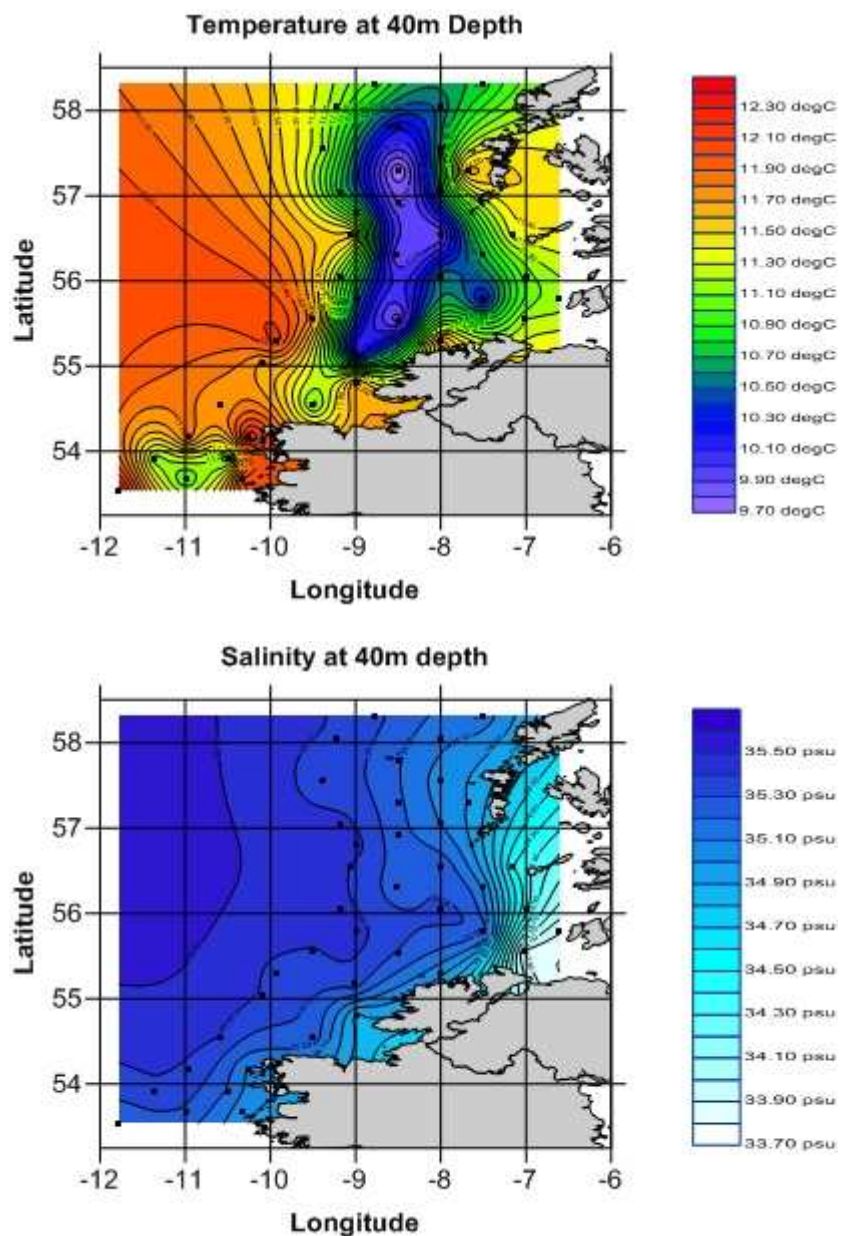 Temperature at 40m Depth
58
57
56
55
54
Latitude
-12 -11 -10 -9 -8 -7 -6
Longitude
12.30 degC
12.10 degC
11.90 degC
11.70 degC
11.50 degC
11.30 degC
11.10 degC
10.90 degC
10.70 degC
10.50 degC
10.30 degC
10.10 degC
9.90 degC
9.70 degC
Salinity at 40m depth
58
57
56
55
54
Latitude
-12 -11 -10 -9 -8 -7 -6
Longitude
35.50 psu
35.30 psu
35.10 psu
34.90 psu
34.70 psu
34.50 psu
34.30 psu
34.10 psu
33.90 psu
33.70 psu